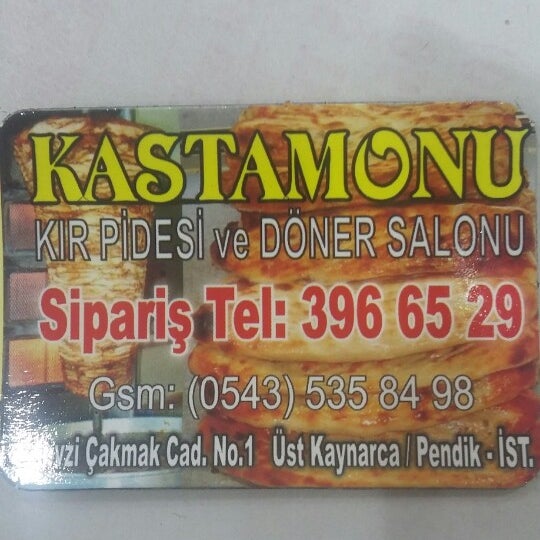 KASTAMONU
KIR PİDESİ ve DÖNER SALONU
Sipariş Tel: 396 65 29
Gsm: (0543) 535 84 98
Çakmak Cad. No.1 Üst Kaynarca / Pendik - İST.